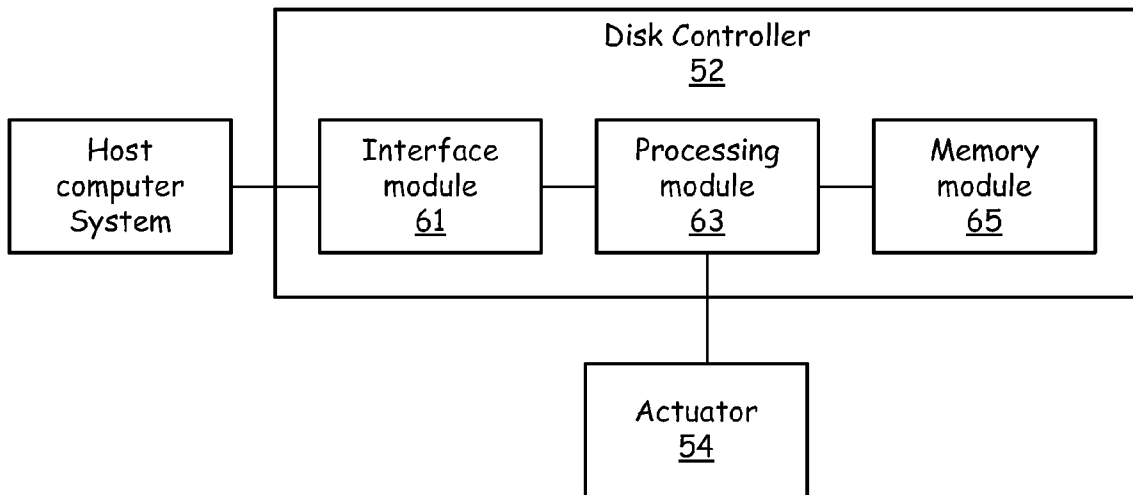 Disk Controller
52
Host
computer
System
Interface
module
61
Processing
module
63
Memory
module
65
Actuator
54